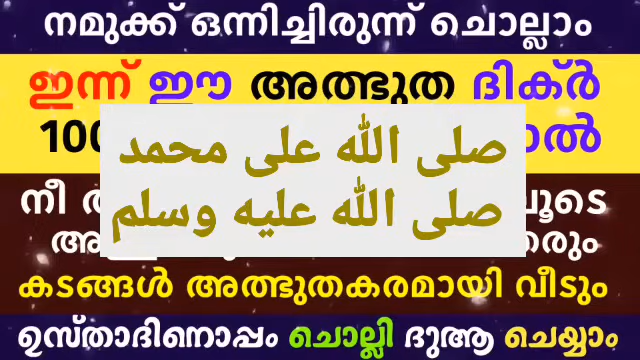 നമുക്ക് ഒന്നിച്ചിരുന്ന് ചൊല്ലാം
ഇന്ന് ഈ അത്ഭുത ദിക്ർ
صلى الله على محمد
صلى الله عليه وسلم
നീ
കടങ്ങൾ അത്ഭുതകരമായി വീടും
ഉസ്താദിനൊപ്പം ചൊല്ലി ദുആ ചെയ്യാം